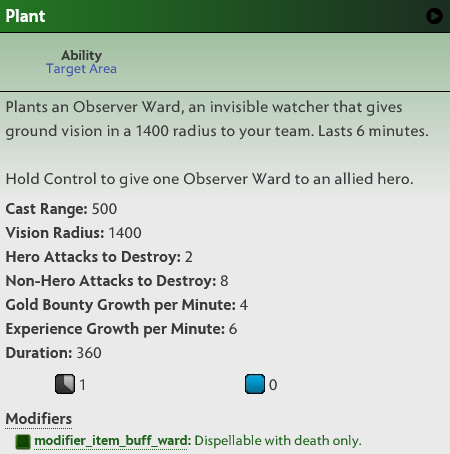 Plant
Ability
Target Area
Plants an Observer Ward, an invisible watcher that gives
ground vision in a 1400 radius to your team. Lasts 6 minutes.
Hold Control to give one Observer Ward to an allied hero.
Cast Range: 500
Vision Radius: 1400
Hero Attacks to Destroy: 2
Non-Hero Attacks to Destroy: 8
Gold Bounty Growth per Minute: 4
Experience Growth per Minute: 6
Duration: 360
1 0
Modifiers
modifier_item_buff_ward: Dispellable with death only.